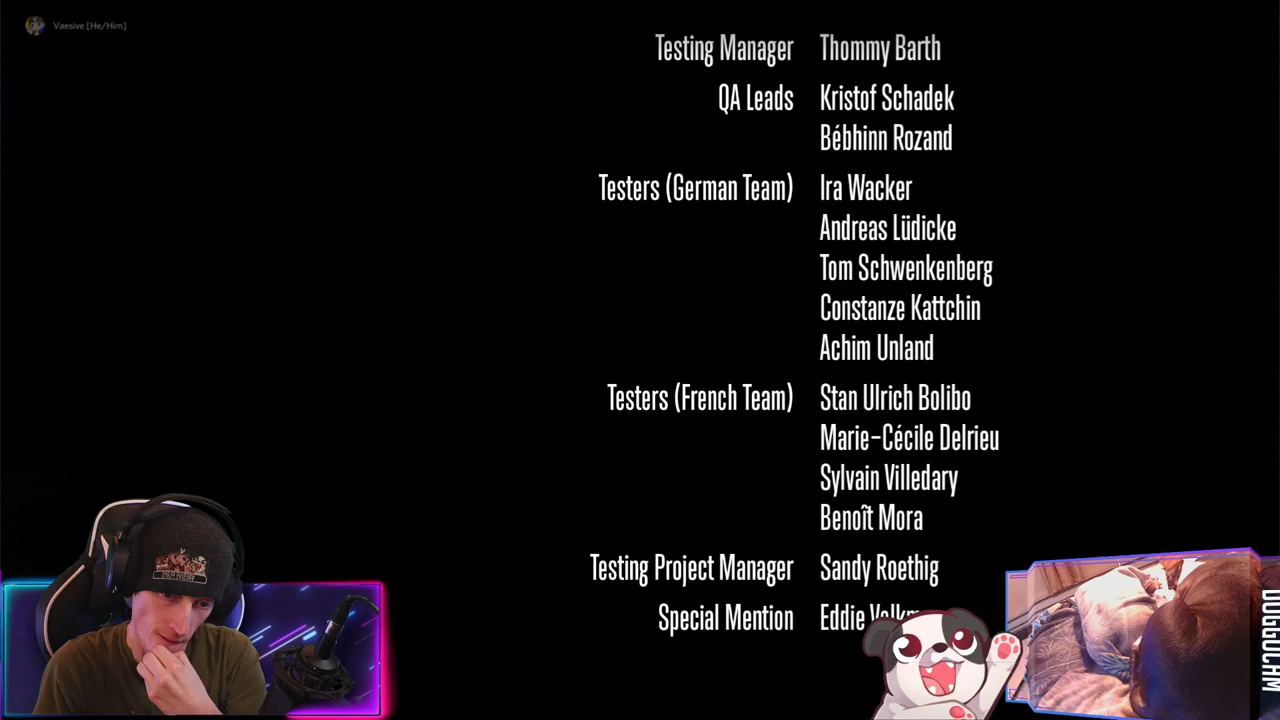 Vaesive [He/Him]
Testing Manager Thommy Barth
QA Leads Kristof Schadek
Bébhinn Rozand
Testers (German Team) Ira Wacker
Andreas Lüdicke
Tom Schwenkenberg
Constanze Kattchin
Achim Unland
Testers (French Team) Stan Ulrich Bolibo
Marie-Cécile Delrieu
Sylvain Villedary
Benoît Mora
Testing Project Manager Sandy Roethig
Special Mention Eddie
DOGGOCAM